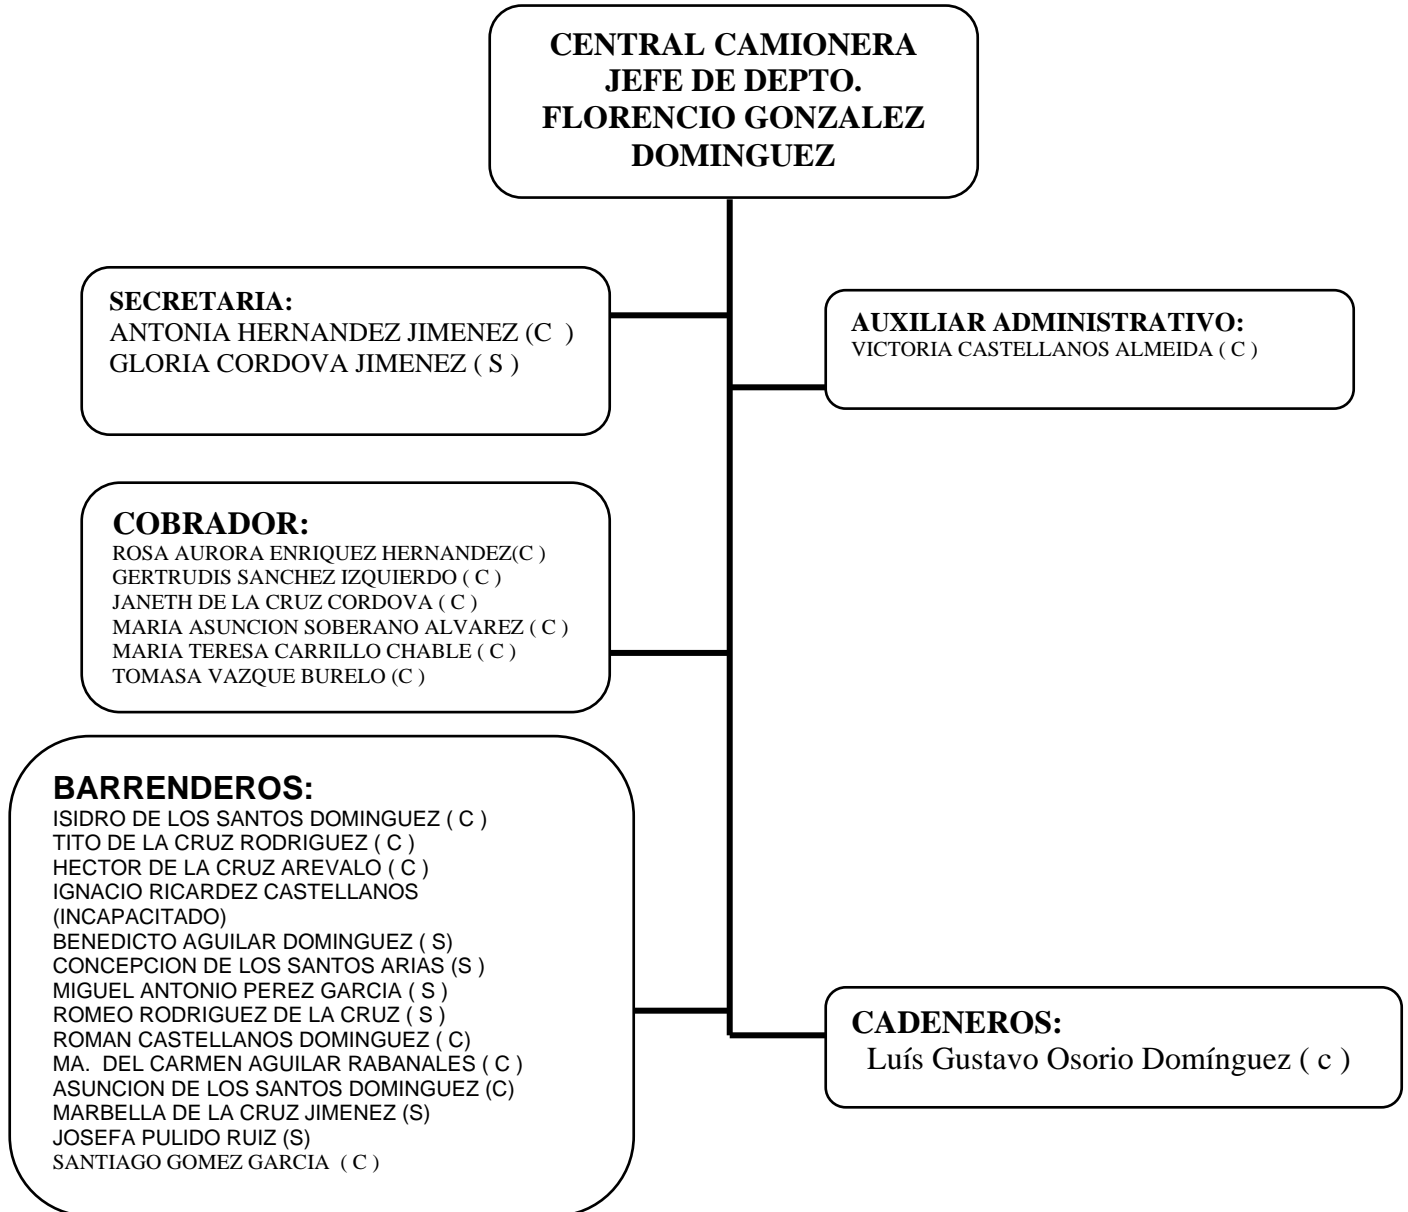 CENTRAL CAMIONERA
JEFE DE DEPTO.
FLORENCIO GONZALEZ
DOMINGUEZ
SECRETARIA:
ANTONIA HERNANDEZ JIMENEZ (C  )
GLORIA CORDOVA JIMENEZ ( S )
AUXILIAR ADMINISTRATIVO:
VICTORIA CASTELLANOS ALMEIDA ( C )
COBRADOR:
ROSA AURORA ENRIQUEZ HERNANDEZ(C )
GERTRUDIS SANCHEZ IZQUIERDO ( C )
JANETH DE LA CRUZ CORDOVA ( C )
MARIA ASUNCION SOBERANO ALVAREZ ( C )
MARIA TERESA CARRILLO CHABLE ( C )
TOMASA VAZQUE BURELO (C )
BARRENDEROS:
ISIDRO DE LOS SANTOS DOMINGUEZ ( C )
TITO DE LA CRUZ RODRIGUEZ ( C )
HECTOR DE LA CRUZ AREVALO ( C )
IGNACIO RICARDEZ CASTELLANOS
(INCAPACITADO)
BENEDICTO AGUILAR DOMINGUEZ ( S)
CONCEPCION DE LOS SANTOS ARIAS (S )
MIGUEL ANTONIO PEREZ GARCIA ( S )
ROMEO RODRIGUEZ DE LA CRUZ ( S )
ROMAN CASTELLANOS DOMINGUEZ ( C)
MA.  DEL CARMEN AGUILAR RABANALES ( C )
ASUNCION DE LOS SANTOS DOMINGUEZ (C)
MARBELLA DE LA CRUZ JIMENEZ (S)
JOSEFA PULIDO RUIZ (S)
SANTIAGO GOMEZ GARCIA  ( C )
CADENEROS:
Luís Gustavo Osorio Domínguez ( c )